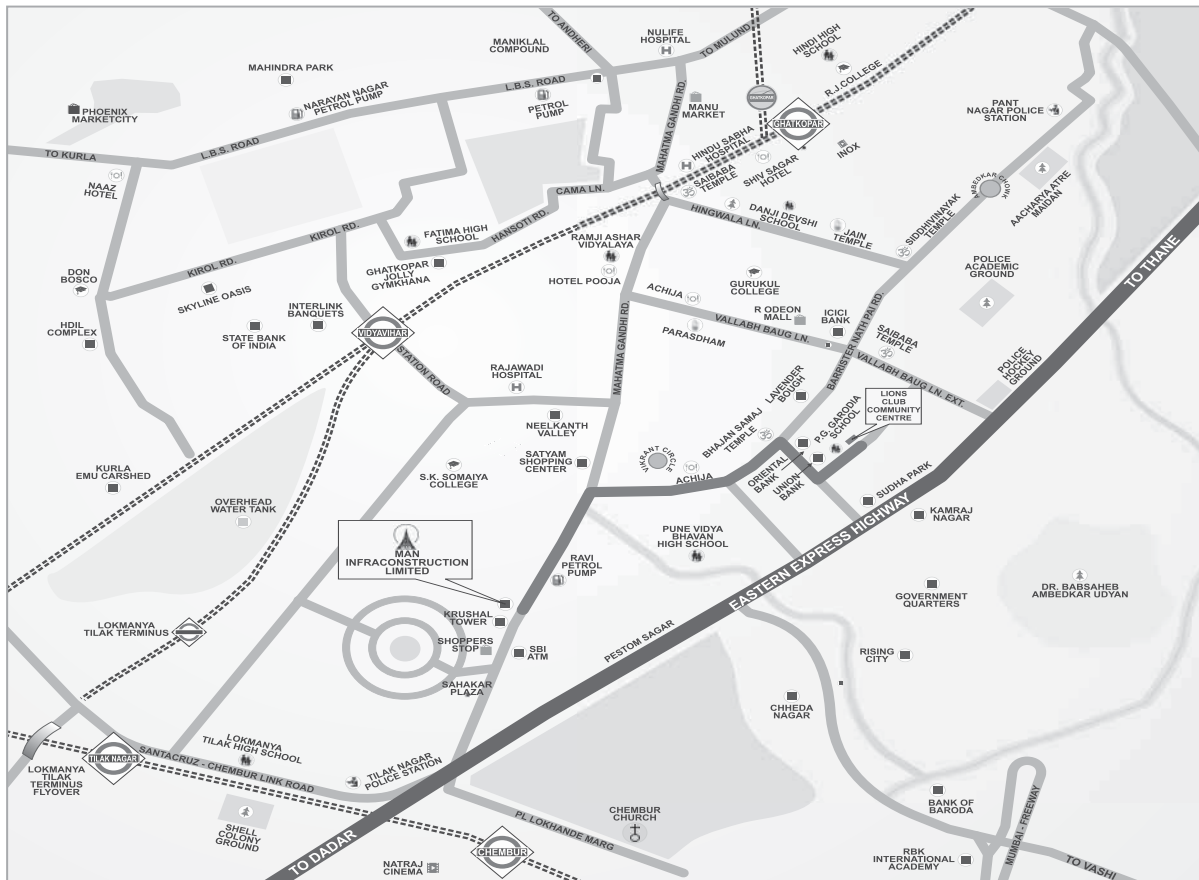 TO ANDHERI
MANIKLAL
COMPOUND
NULIFE
HOSPITAL
TO MULUND
HINDI HIGH
SCHOOL
R.J.COLLEGE
MAHINDRA PARK
L.B.S. ROAD
NARAYAN NAGAR
PETROL PUMP
PETROL
PUMP
MAHATMA GANDHI RD.
MANU
MARKET
GHATKOPAR
GHATKOPAR
PANT
NAGAR POLICE
STATION
PHOENIX
MARKETCITY
TO KURLA
L.B.S. ROAD
NAAZ
HOTEL
HINDU SABHA
HOSPITAL
SAIBABA
TEMPLE
SHIV SAGAR
HOTEL
INOX
CAMA LN.
HANSOTI RD.
HINGWALA LN.
DANJI DEVSHI
SCHOOL
JAIN
TEMPLE
SIDDHIVINAYAK
TEMPLE
AMBEDKAR CHOWK
AACHARYA ATRE
MAIDAN
KIROL RD.
FATIMA HIGH
SCHOOL
KIROL RD.
RAMJI ASHAR
VIDYALAYA
HOTEL POOJA
GHATKOPAR
JOLLY
GYMKHANA
DON
BOSCO
SKYLINE OASIS
GURUKUL
COLLEGE
POLICE
ACADEMIC
GROUND
TO THANE
ACHIJA
VALLABH BAUG LN.
PARASDHAM
R ODEON
MALL
ICICI
BANK
BARRISTER NATH PAI RD.
SAIBABA
TEMPLE
VALLABH BAUG LN. EXT.
POLICE
HOCKEY
GROUND
HDIL
COMPLEX
STATE BANK
OF INDIA
INTERLINK
BANQUETS
VIDYAVIHAR
STATION ROAD
RAJAWADI
HOSPITAL
MAHATMA GANDHI RD.
NEELKANTH
VALLEY
SATYAM
SHOPPING
CENTER
VIKRANT CIRCLE
ACHIJA
BHAJAN SAMAJ
TEMPLE
LAVENDER
BOUGH
LIONS
CLUB
COMMUNITY
CENTRE
P.G. GARODIA
SCHOOL
ORIENTAL
BANK
UNION
BANK
SUDHA PARK
KAMRAJ
NAGAR
KURLA
EMU CARSHED
OVERHEAD
WATER TANK
S.K. SOMAIYA
COLLEGE
MAN
INFRACONSTRUCTION
LIMITED
RAVI
PETROL
PUMP
PUNE VIDYA
BHAVAN
HIGH SCHOOL
EASTERN EXPRESS HIGHWAY
GOVERNMENT
QUARTERS
DR. BABSAHEB
AMBEDKAR UDYAN
LOKMANYA
TILAK TERMINUS
KRUSHAL
TOWER
SHOPPERS
STOP
SBI
ATM
SAHAKAR
PLAZA
PESTOM SAGAR
RISING
CITY
CHHEDA
NAGAR
TILAK NAGAR
LOKMANYA
TILAK
TERMINUS
FLYOVER
SANTACRUZ - CHEMBUR LINK ROAD
LOKMANYA
TILAK HIGH SCHOOL
TILAK NAGAR
POLICE STATION
SHELL
COLONY
GROUND
TO DADAR
NATRAJ
CINEMA
CHEMBUR
PL LOKHANDE MARG
CHEMBUR
CHURCH
BANK OF
BARODA
RBK
INTERNATIONAL
ACADEMY
MUMBAI - FREEWAY
TO VASHI